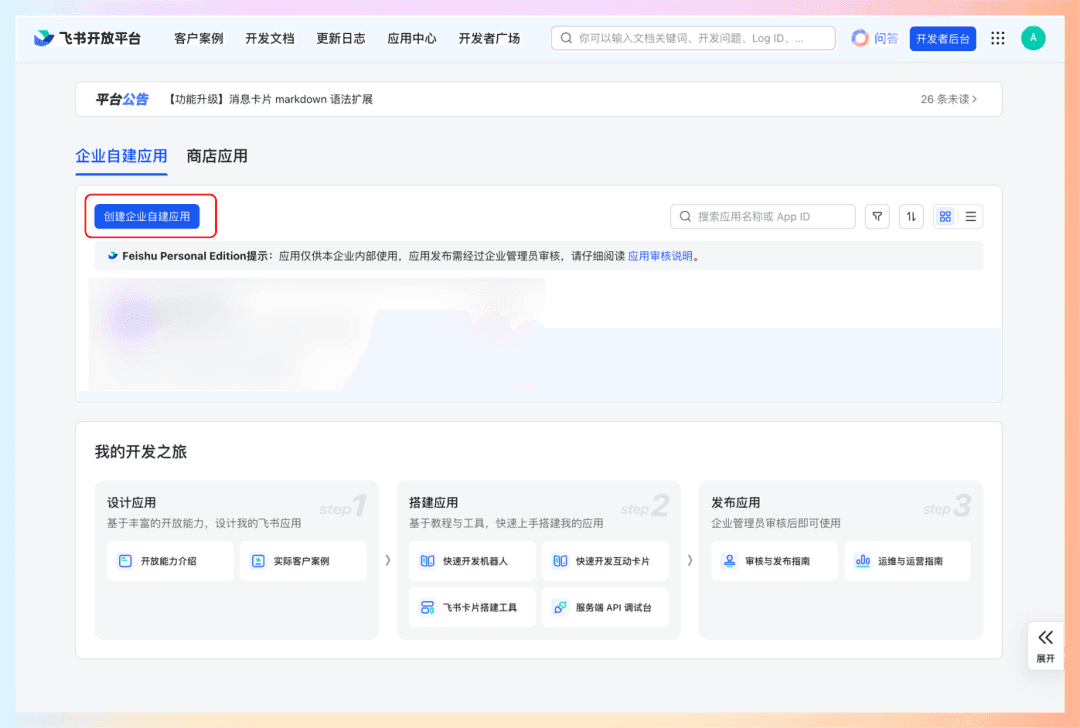 飞书开放平台 客户案例 开发文档 更新日志 应用中心 开发者广场 你可以输入文档关键词、开发问题、Log ID、... 问答 开发者后台 A
平台公告 【功能升级】消息卡片 markdown 语法扩展 26 条未读
企业自建应用 商店应用
创建企业自建应用 搜索应用名称或 App ID
Feishu Personal Edition提示：应用仅供本企业内部使用，应用发布需经过企业管理员审核，请仔细阅读 应用审核说明。
我的开发之旅
设计应用 step1
基于丰富的开放能力，设计我的飞书应用
开放能力介绍 实际客户案例
搭建应用 step2
基于教程与工具，快速上手搭建我的应用
快速开发机器人 快速开发互动卡片
飞书卡片搭建工具 服务端 API 调试台
发布应用 step3
企业管理员审核后即可使用
审核与发布指南 运维与运营指南
展开